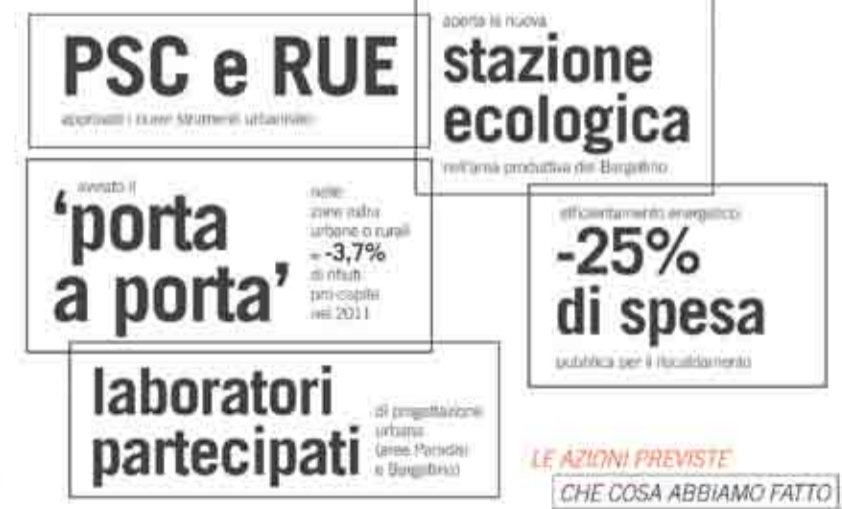 PSC e RUE
approvati i nuovi strumenti urbanistici
aperta la nuova
stazione
ecologica
nell'area produttiva del Bargellino
avviato il
‘porta
a porta’
nelle
zone extra
urbane o rurali
= -3,7%
di rifiuti
pro-capite
nel 2011
efficientamento energetico
-25%
di spesa
pubblica per il riscaldamento
laboratori
partecipati
di progettazione
urbana
(aree Paradisi
e Bargellino)
LE AZIONI PREVISTE
CHE COSA ABBIAMO FATTO